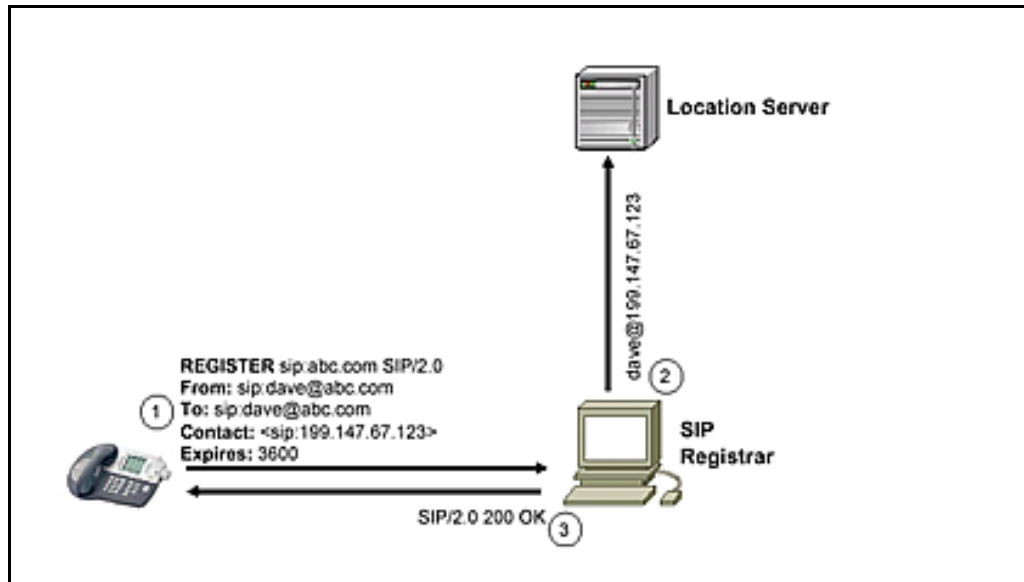 Location Server
dave@199.147.67.123
2
REGISTER sip:abc.com SIP/2.0
From: sip:dave@abc.com
1
To: sip:dave@abc.com
Contact: <sip:199.147.67.123>
Expires: 3600
SIP
Registrar
SIP/2.0 200 OK
3